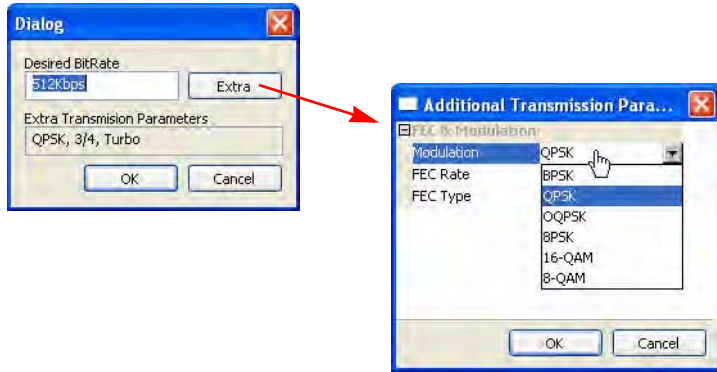 Dialog
Desired BitRate
512Kbps
Extra
Extra Transmision Parameters
QPSK, 3/4, Turbo
OK Cancel
Additional Transmission Para...
FEC & Modulation
Modulation QPSK
FEC Rate BPSK
FEC Type QPSK
OQPSK
8PSK
16-QAM
8-QAM
OK Cancel